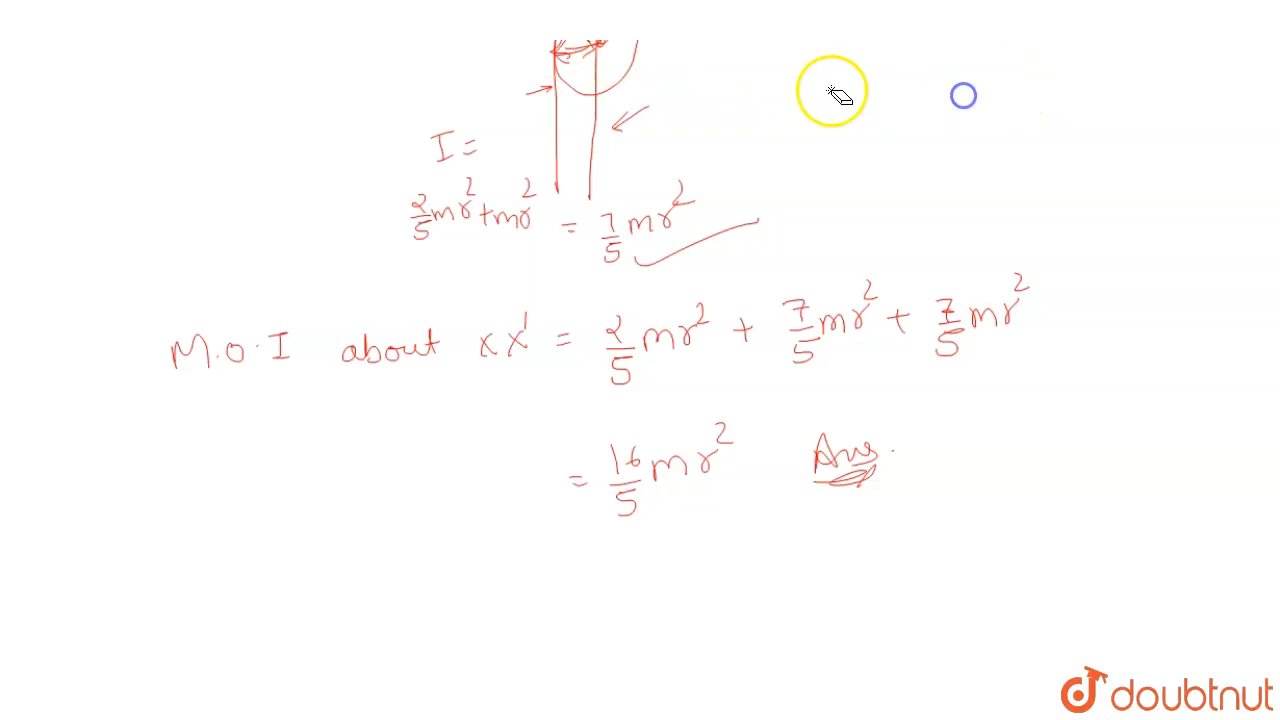 I =
2/5 mr² + mr² = 7/5 mr²
M.O.I about xx' = 2/5 mr² + 7/5 mr² + 7/5 mr²
= 16/5 mr² Ans.
doubtnut